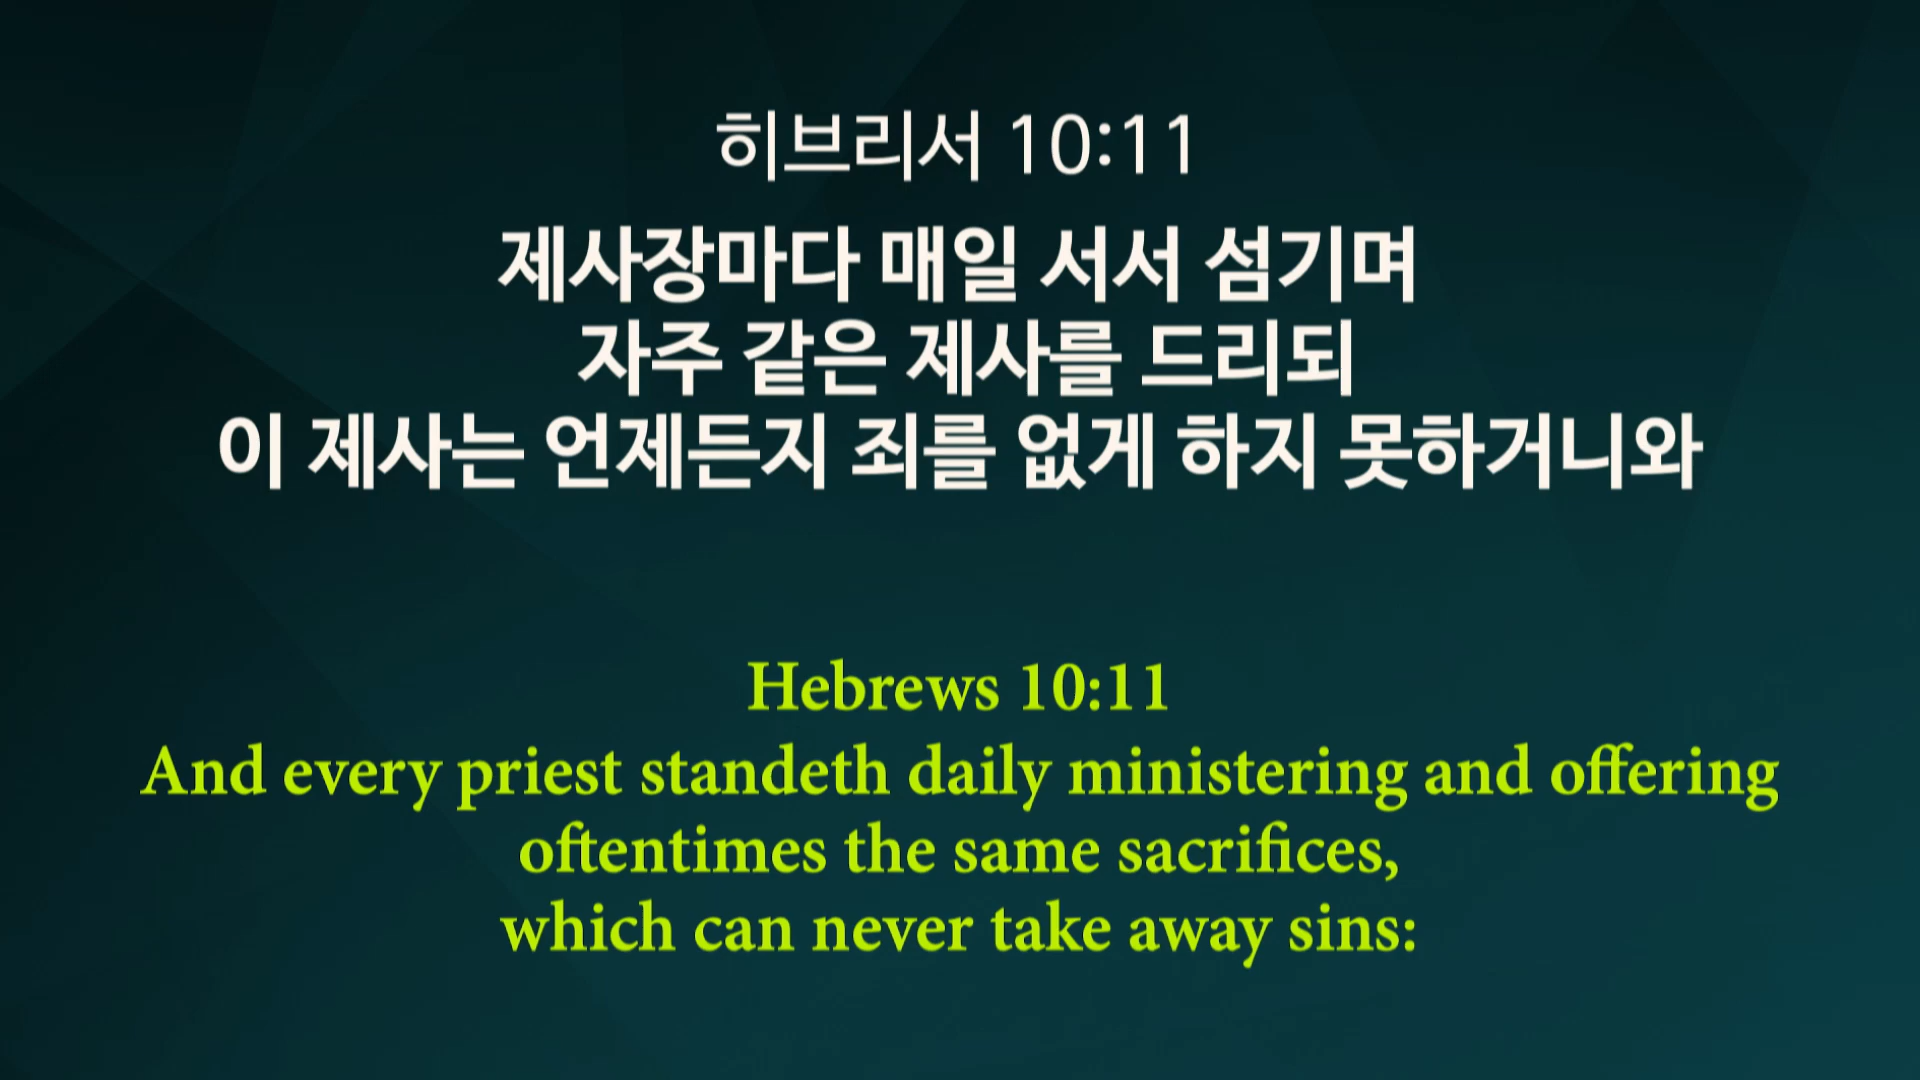 히브리서 10:11
제사장마다 매일 서서 섬기며
자주 같은 제사를 드리되
이 제사는 언제든지 죄를 없게 하지 못하거니와
Hebrews 10:11
And every priest standeth daily ministering and offering
oftentimes the same sacrifices,
which can never take away sins: